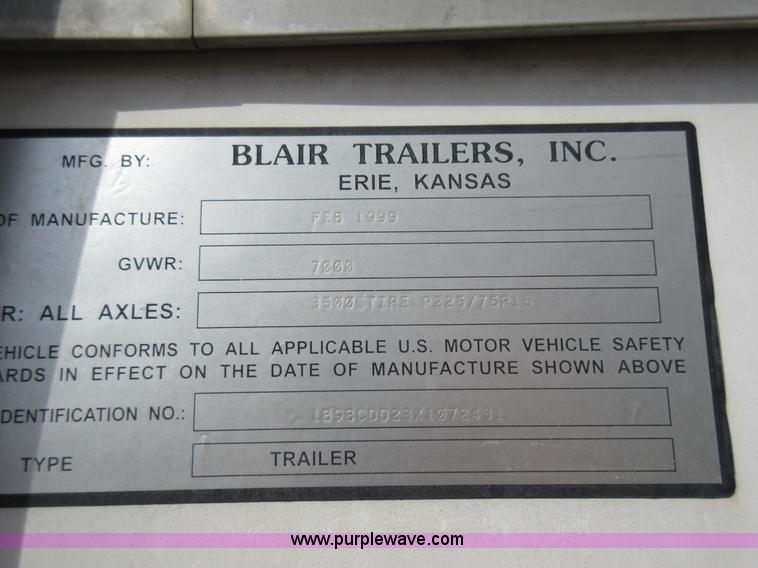 MFG. BY: BLAIR TRAILERS, INC.
ERIE, KANSAS
OF MANUFACTURE: FEB 1999
GVWR: 7000
R: ALL AXLES: 3500 TIRE P225/75R15
EHICLE CONFORMS TO ALL APPLICABLE U.S. MOTOR VEHICLE SAFETY
ARDS IN EFFECT ON THE DATE OF MANUFACTURE SHOWN ABOVE
DENTIFICATION NO.:
TYPE TRAILER
www.purplewave.com